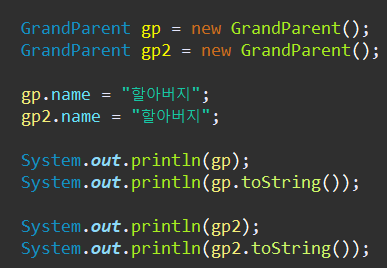 GrandParent gp = new GrandParent();
GrandParent gp2 = new GrandParent();
gp.name = "할아버지";
gp2.name = "할아버지";
System.out.println(gp);
System.out.println(gp.toString());
System.out.println(gp2);
System.out.println(gp2.toString());